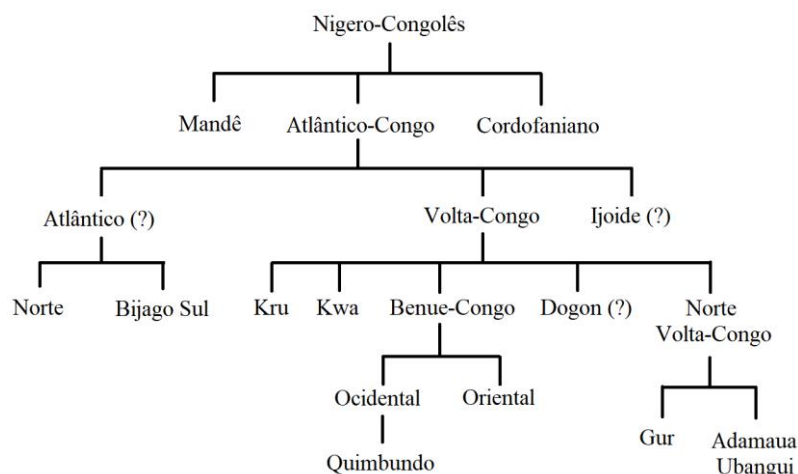 Nigero-Congolês
Mandê Atlântico-Congo Cordofaniano
Atlântico (?) Volta-Congo Ijoide (?)
Norte Bijago Sul Kru Kwa Benue-Congo Dogon (?) Norte
Volta-Congo
Ocidental Oriental
Gur Adamaua
Ubangui
Quimbundo